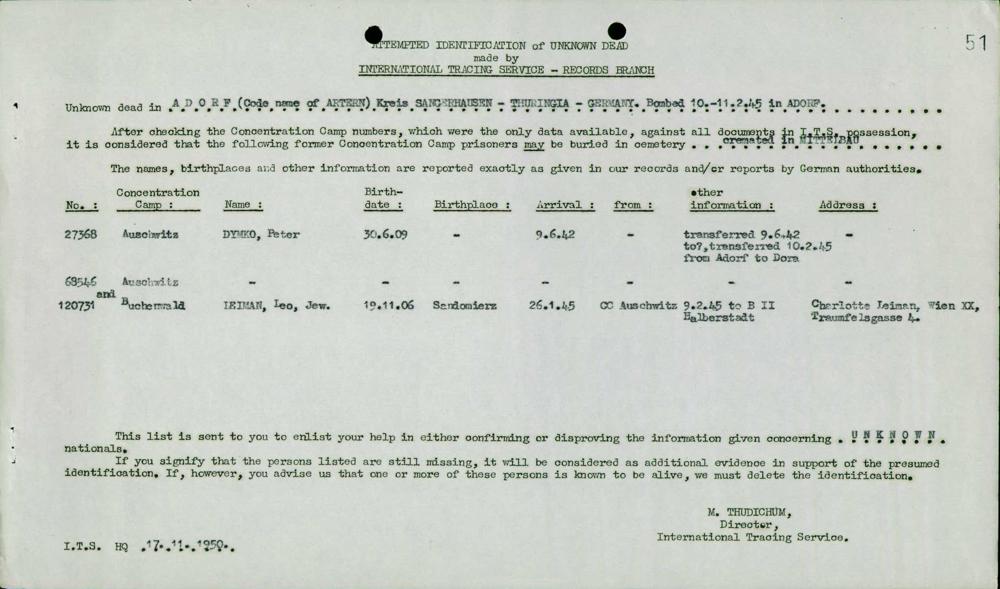 51
ATTEMPTED IDENTIFICATION of UNKNOWN DEAD
made by
INTERNATIONAL TRACING SERVICE - RECORDS BRANCH
Unknown dead in A D O R F (Code name of ARTERN) Kreis SANGERHAUSEN - THURINGIA - GERMANY. Bombed 10.-11.2.45 in ADORF.
After checking the Concentration Camp numbers, which were the only data available, against all documents in I.T.S. possession,
it is considered that the following former Concentration Camp prisoners may be buried in cemetery . . cremated in MITTELBAU
The names, birthplaces and other information are reported exactly as given in our records and/or reports by German authorities.
No. : Concentration Camp : Name : Birth-date : Birthplace : Arrival : from : other information : Address :
27368 Auschwitz DYMKO, Peter 30.6.09 - 9.6.42 - transferred 9.6.42 -
to?,transferred 10.2.45
from Adorf to Dora
68546 Auschwitz - - - - - - -
and
120731 Buchenwald LEIMAN, Leo, Jew. 19.11.06 Sandomierz 26.1.45 CC Auschwitz 9.2.45 to B II Charlotte Leiman, Wien XX,
Halberstadt Traumfelsgasse 4.
This list is sent to you to enlist your help in either confirming or disproving the information given concerning . U N K N O W N .
nationals.
If you signify that the persons listed are still missing, it will be considered as additional evidence in support of the presumed
identification. If, however, you advise us that one or more of these persons is known to be alive, we must delete the identification.
M. THUDICHUM,
Director,
International Tracing Service.
I.T.S. HQ .17..11..1950..